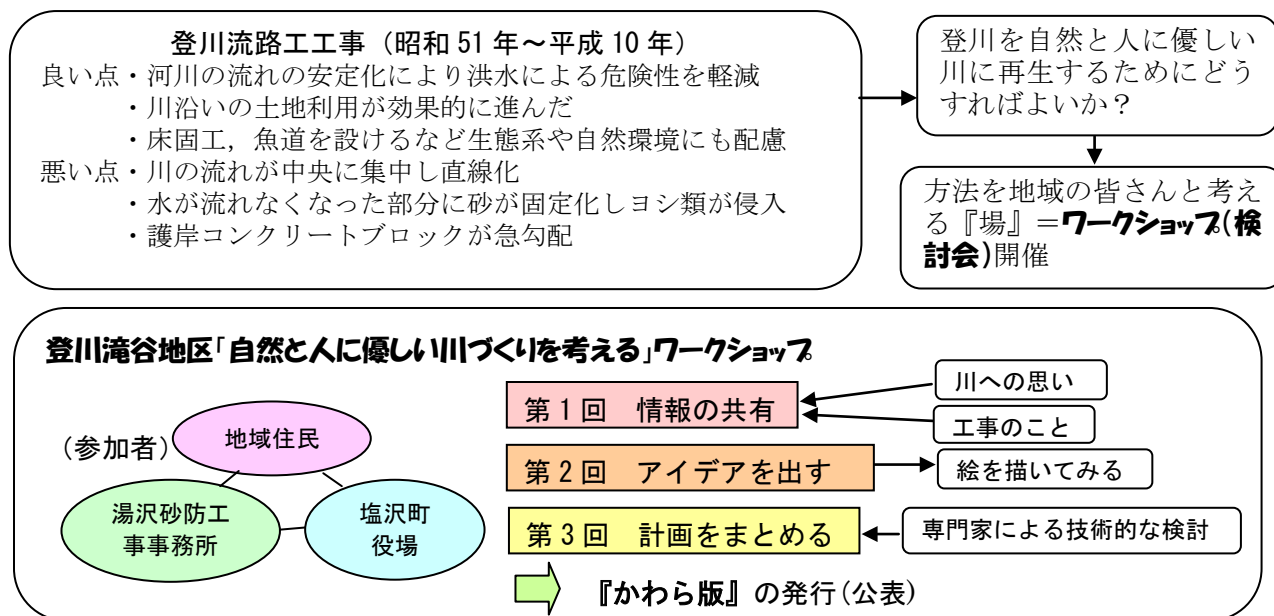 登川流路工工事（昭和51年～平成10年）
良い点・河川の流れの安定化により洪水による危険性を軽減
・川沿いの土地利用が効果的に進んだ
・床固工，魚道を設けるなど生態系や自然環境にも配慮
悪い点・川の流れが中央に集中し直線化
・水が流れなくなった部分に砂が固定化しヨシ類が侵入
・護岸コンクリートブロックが急勾配
登川を自然と人に優しい
川に再生するためにどう
すればよいか？
方法を地域の皆さんと考え
る『場』＝ワークショップ(検
討会)開催
登川滝谷地区「自然と人に優しい川づくりを考える」ワークショップ
(参加者)
地域住民
湯沢砂防工
事事務所
塩沢町
役場
第1回　情報の共有
川への思い
工事のこと
第2回　アイデアを出す
絵を描いてみる
第3回　計画をまとめる
専門家による技術的な検討
『かわら版』の発行(公表)